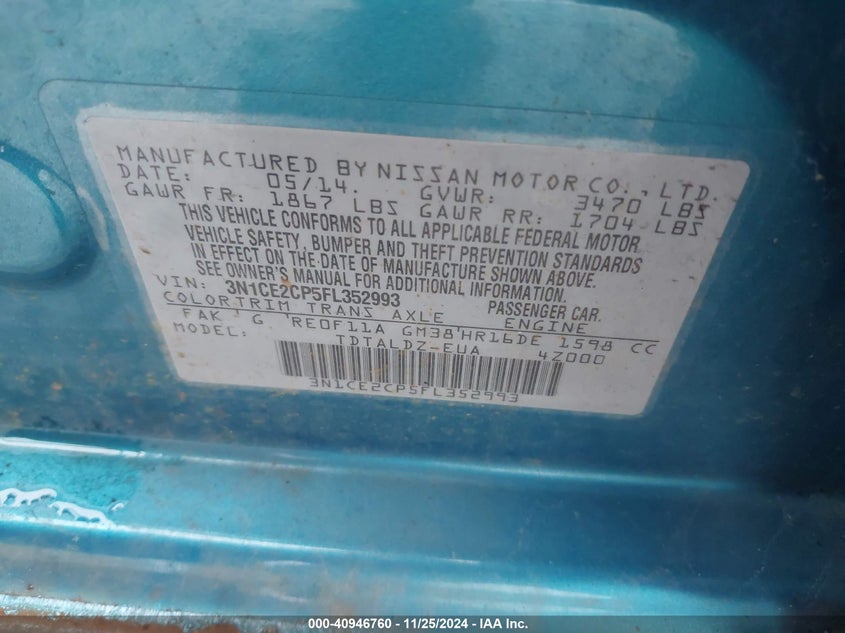 MANUFACTURED BY NISSAN MOTOR CO., LTD.
DATE: 05/14. GVWR: 3470 LBS
GAWR FR: 1867 LBS GAWR RR: 1704 LBS
THIS VEHICLE CONFORMS TO ALL APPLICABLE FEDERAL MOTOR
VEHICLE SAFETY, BUMPER AND THEFT PREVENTION STANDARDS
IN EFFECT ON THE DATE OF MANUFACTURE SHOWN ABOVE.
SEE OWNER'S MANUAL FOR ADDITIONAL INFORMATION.
VIN: 3N1CE2CP5FL352993 PASSENGER CAR.
COLOR TRIM TRANS AXLE ENGINE
FAK G RE0F11A GM38 HR16DE 1598 CC
MODEL: TDTALDZ-EUA 4Z000
3N1CE2CP5FL352993
000-40946760 - 11/25/2024 - IAA Inc.